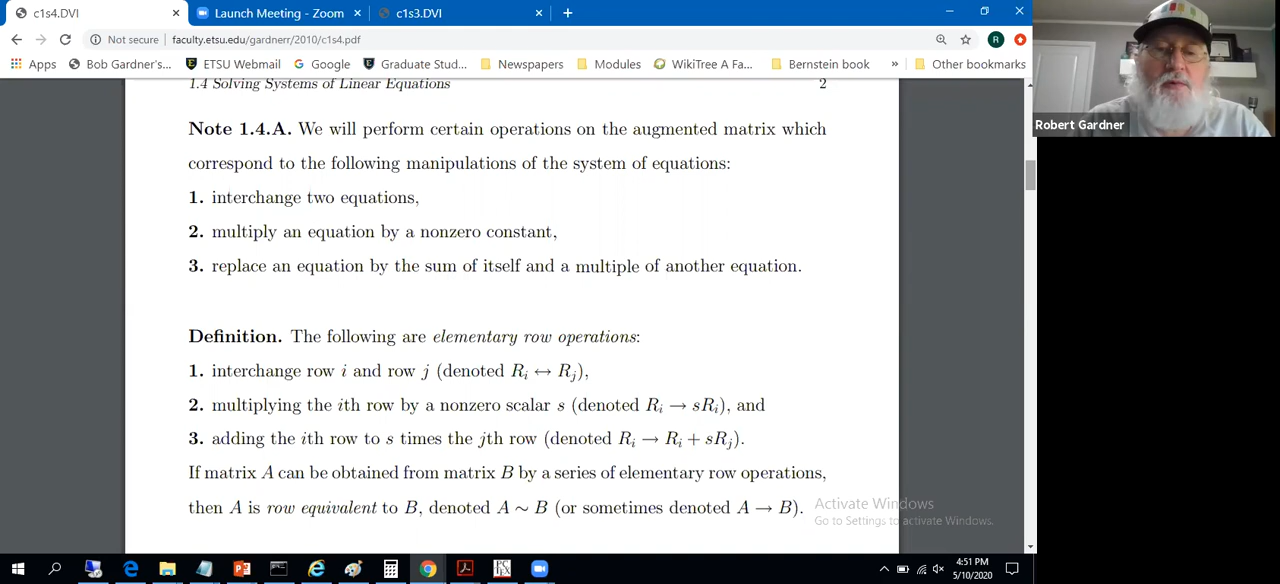 c1s4.DVI × Launch Meeting - Zoom × c1s3.DVI × +
Not secure | faculty.etsu.edu/gardnerr/2010/c1s4.pdf R
Apps Bob Gardner's... ETSU Webmail Google Graduate Stud... Newspapers Modules WikiTree A Fa... Bernstein book » Other bookmarks
1.4 Solving Systems of Linear Equations 2
Note 1.4.A. We will perform certain operations on the augmented matrix which
correspond to the following manipulations of the system of equations:
1. interchange two equations,
2. multiply an equation by a nonzero constant,
3. replace an equation by the sum of itself and a multiple of another equation.
Definition. The following are elementary row operations:
1. interchange row i and row j (denoted Rᵢ ↔ Rⱼ),
2. multiplying the ith row by a nonzero scalar s (denoted Rᵢ → sRᵢ), and
3. adding the ith row to s times the jth row (denoted Rᵢ → Rᵢ + sRⱼ).
If matrix A can be obtained from matrix B by a series of elementary row operations,
then A is row equivalent to B, denoted A ∼ B (or sometimes denoted A → B).
Activate Windows
Go to Settings to activate Windows.
Robert Gardner
4:51 PM
5/10/2020